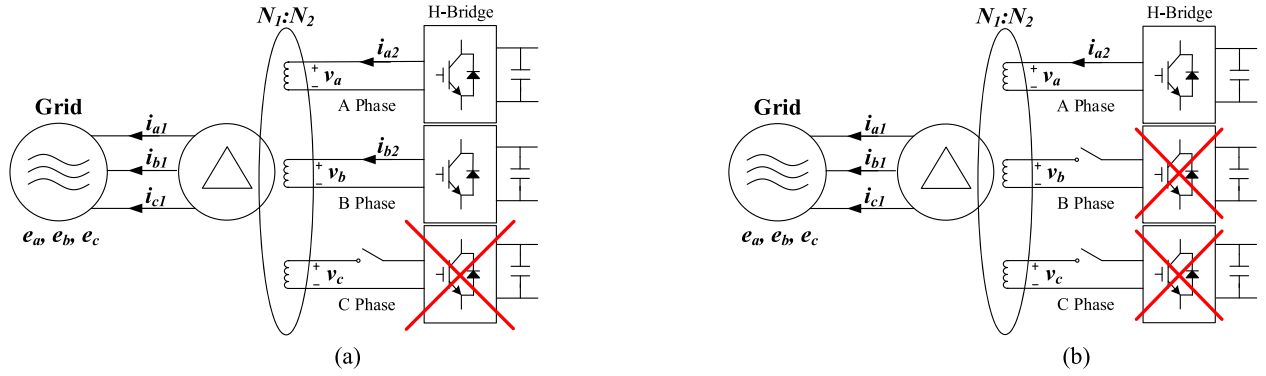 N1:N2
H-Bridge
ia2
+
va
−
A Phase
Grid
ia1
ib1
ic1
ea, eb, ec
ib2
+
vb
−
B Phase
+
vc
−
C Phase
(a)
N1:N2
H-Bridge
ia2
+
va
−
A Phase
Grid
ia1
ib1
ic1
ea, eb, ec
+
vb
−
B Phase
+
vc
−
C Phase
(b)